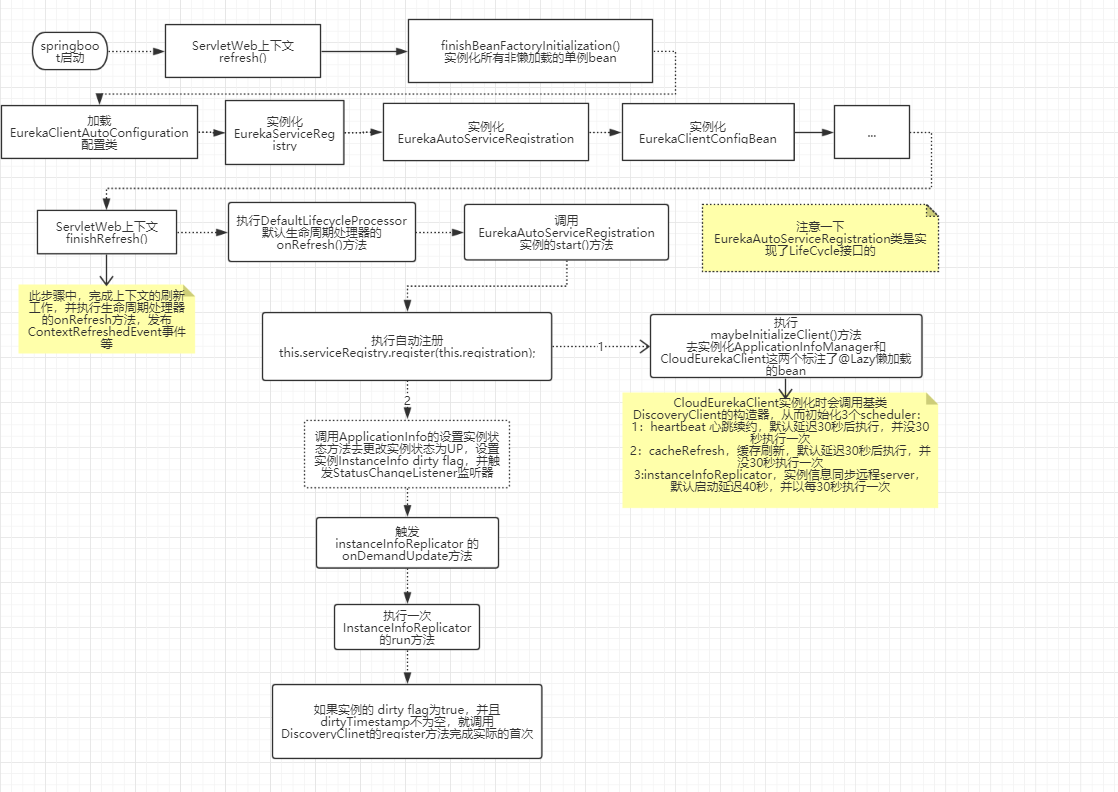 springboo
t启动
ServletWeb上下文
refresh()
finishBeanFactoryInitialization()
实例化所有非懒加载的单例bean
加载
EurekaClientAutoConfiguration
配置类
实例化
EurekaServiceReg
istry
实例化
EurekaAutoServiceRegistration
实例化
EurekaClientConfigBean
...
ServletWeb上下文
finishRefresh()
执行DefaultLifecycleProcessor
默认生命周期处理器的
onRefresh()方法
调用
EurekaAutoServiceRegistration
实例的start()方法
注意一下
EurekaAutoServiceRegistration类是实
现了LifeCycle接口的
此步骤中，完成上下文的刷新
工作，并执行生命周期处理器
的onRefresh方法，发布
ContextRefreshedEvent事件
等
执行自动注册
this.serviceRegistry.register(this.registration);
1
执行
maybeInitializeClient()方法
去实例化ApplicationInfoManager和
CloudEurekaClient这两个标注了@Lazy懒加载
的bean
2
CloudEurekaClient实例化时会调用基类
DiscoveryClient的构造器，从而初始化3个scheduler：
1：heartbeat 心跳续约，默认延迟30秒后执行，并没30
秒执行一次
2：cacheRefresh，缓存刷新，默认延迟30秒后执行，并
没30秒执行一次
3:instanceInfoReplicator，实例信息同步远程server，
默认启动延迟40秒，并以每30秒执行一次
调用ApplicationInfo的设置实例状
态方法去更改实例状态为UP，设置
实例InstanceInfo dirty flag，并触
发StatusChangeListener监听器
触发
instanceInfoReplicator 的
onDemandUpdate方法
执行一次
InstanceInfoReplicator
的run方法
如果实例的 dirty flag为true，并且
dirtyTimestamp不为空，就调用
DiscoveryClinet的register方法完成实际的首次